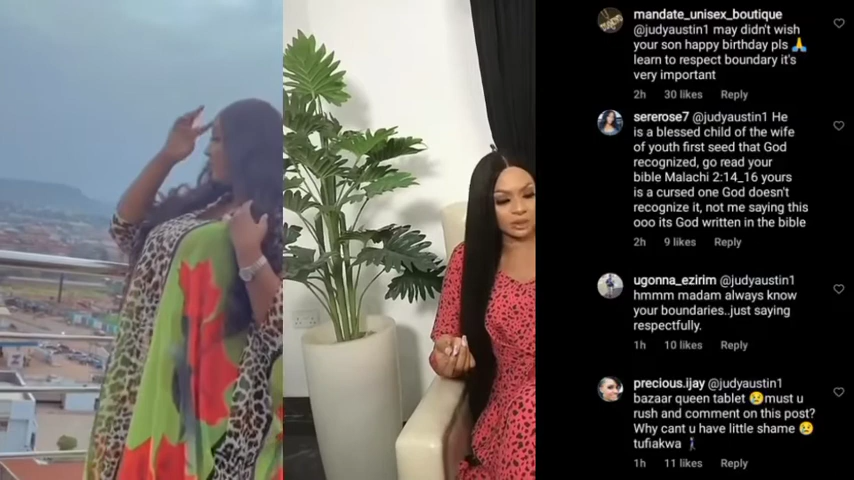 mandate_unisex_boutique
@judyaustin1 may didn't wish
your son happy birthday pls 🙏
learn to respect boundary it's
very important
2h 30 likes Reply
sererose7 @judyaustin1 He
is a blessed child of the wife
of youth first seed that God
recognized, go read your
bible Malachi 2:14_16 yours
is a cursed one God doesn't
recognize it, not me saying this
ooo its God written in the bible
2h 9 likes Reply
ugonna_ezirim @judyaustin1
hmmm madam always know
your boundaries..just saying
respectfully.
1h 10 likes Reply
precious.ijay @judyaustin1
bazaar queen tablet 😢must u
rush and comment on this post?
Why cant u have little shame 😢
tufiakwa 🚶‍♀️
1h 11 likes Reply